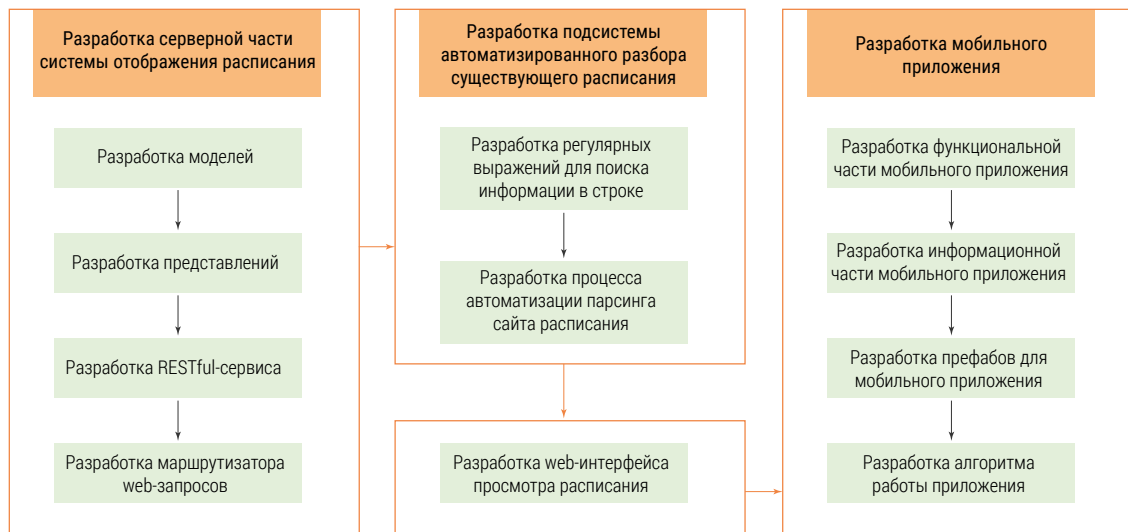 Разработка серверной части
системы отображения расписания
Разработка моделей
Разработка представлений
Разработка RESTful-сервиса
Разработка маршрутизатора
web-запросов
Разработка подсистемы
автоматизированного разбора
существующего расписания
Разработка регулярных
выражений для поиска
информации в строке
Разработка процесса
автоматизации парсинга
сайта расписания
Разработка web-интерфейса
просмотра расписания
Разработка мобильного
приложения
Разработка функциональной
части мобильного приложения
Разработка информационной
части мобильного приложения
Разработка префабов для
мобильного приложения
Разработка алгоритма
работы приложения